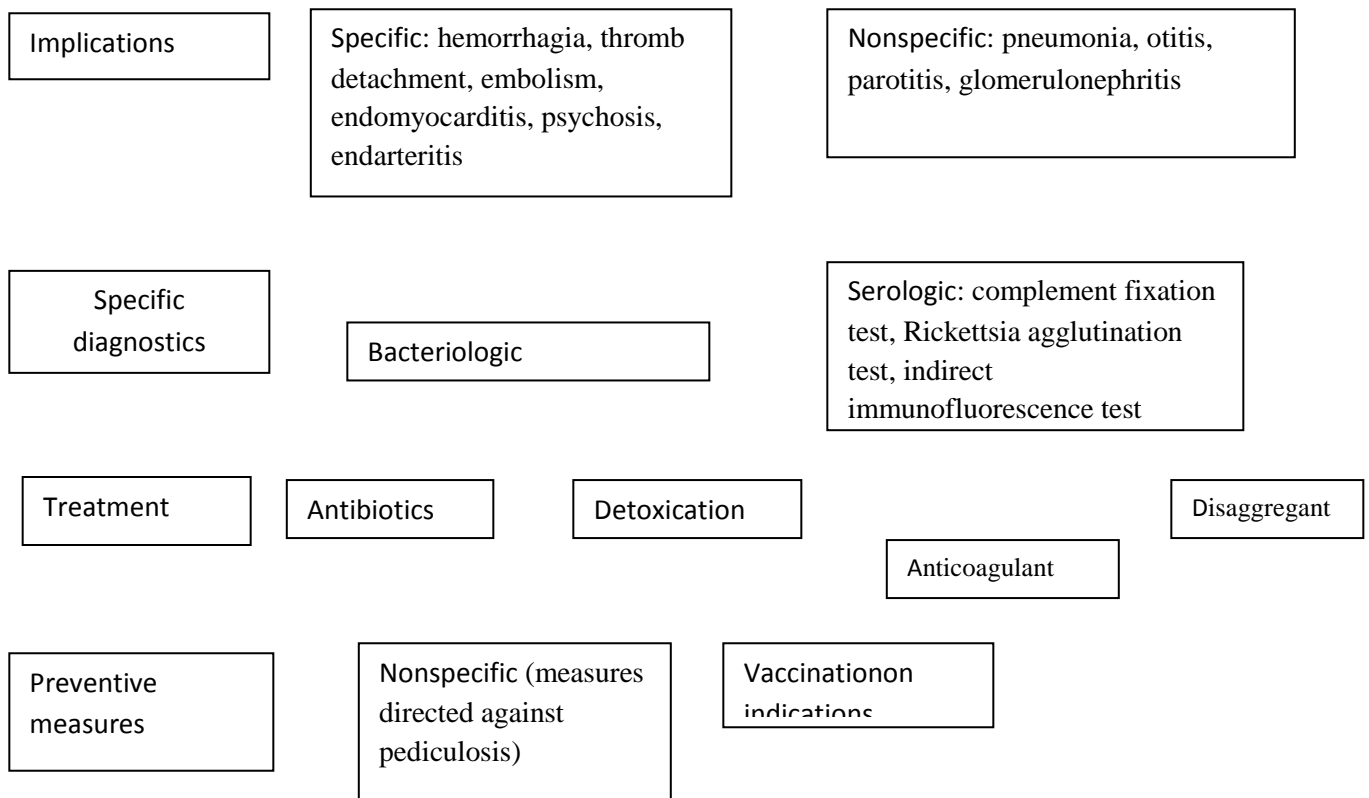 Implications
Specific: hemorrhagia, thromb
detachment, embolism,
endomyocarditis, psychosis,
endarteritis
Nonspecific: pneumonia, otitis,
parotitis, glomerulonephritis
Specific
diagnostics
Bacteriologic
Serologic: complement fixation
test, Rickettsia agglutination
test, indirect
immunofluorescence test
Treatment
Antibiotics
Detoxication
Anticoagulant
Disaggregant
Preventive
measures
Nonspecific (measures
directed against
pediculosis)
Vaccinationon
indications